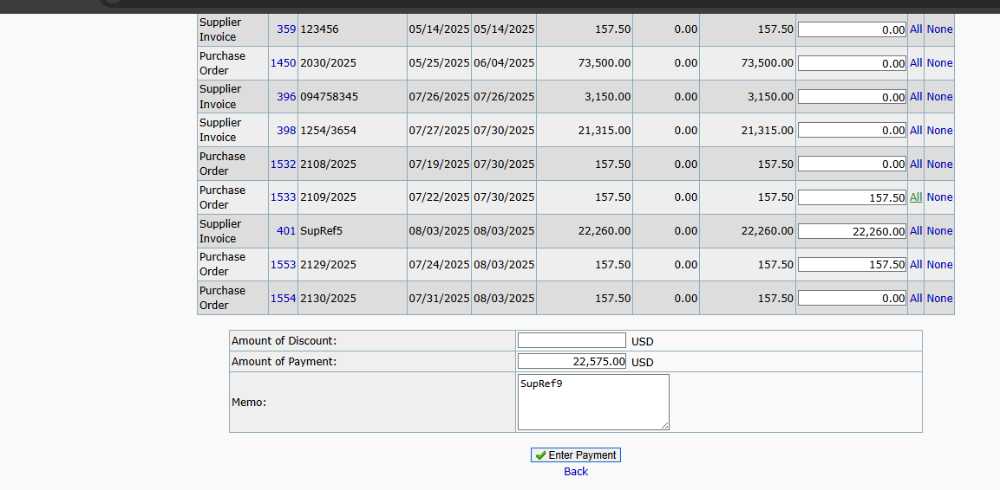 Supplier Invoice 359 123456 05/14/2025 05/14/2025 157.50 0.00 157.50 0.00 All None
Purchase Order 1450 2030/2025 05/25/2025 06/04/2025 73,500.00 0.00 73,500.00 0.00 All None
Supplier Invoice 396 094758345 07/26/2025 07/26/2025 3,150.00 0.00 3,150.00 0.00 All None
Supplier Invoice 398 1254/3654 07/27/2025 07/30/2025 21,315.00 0.00 21,315.00 0.00 All None
Purchase Order 1532 2108/2025 07/19/2025 07/30/2025 157.50 0.00 157.50 0.00 All None
Purchase Order 1533 2109/2025 07/22/2025 07/30/2025 157.50 0.00 157.50 157.50 All None
Supplier Invoice 401 SupRef5 08/03/2025 08/03/2025 22,260.00 0.00 22,260.00 22,260.00 All None
Purchase Order 1553 2129/2025 07/24/2025 08/03/2025 157.50 0.00 157.50 157.50 All None
Purchase Order 1554 2130/2025 07/31/2025 08/03/2025 157.50 0.00 157.50 0.00 All None
Amount of Discount: USD
Amount of Payment: 22,575.00 USD
Memo: SupRef9
Enter Payment
Back